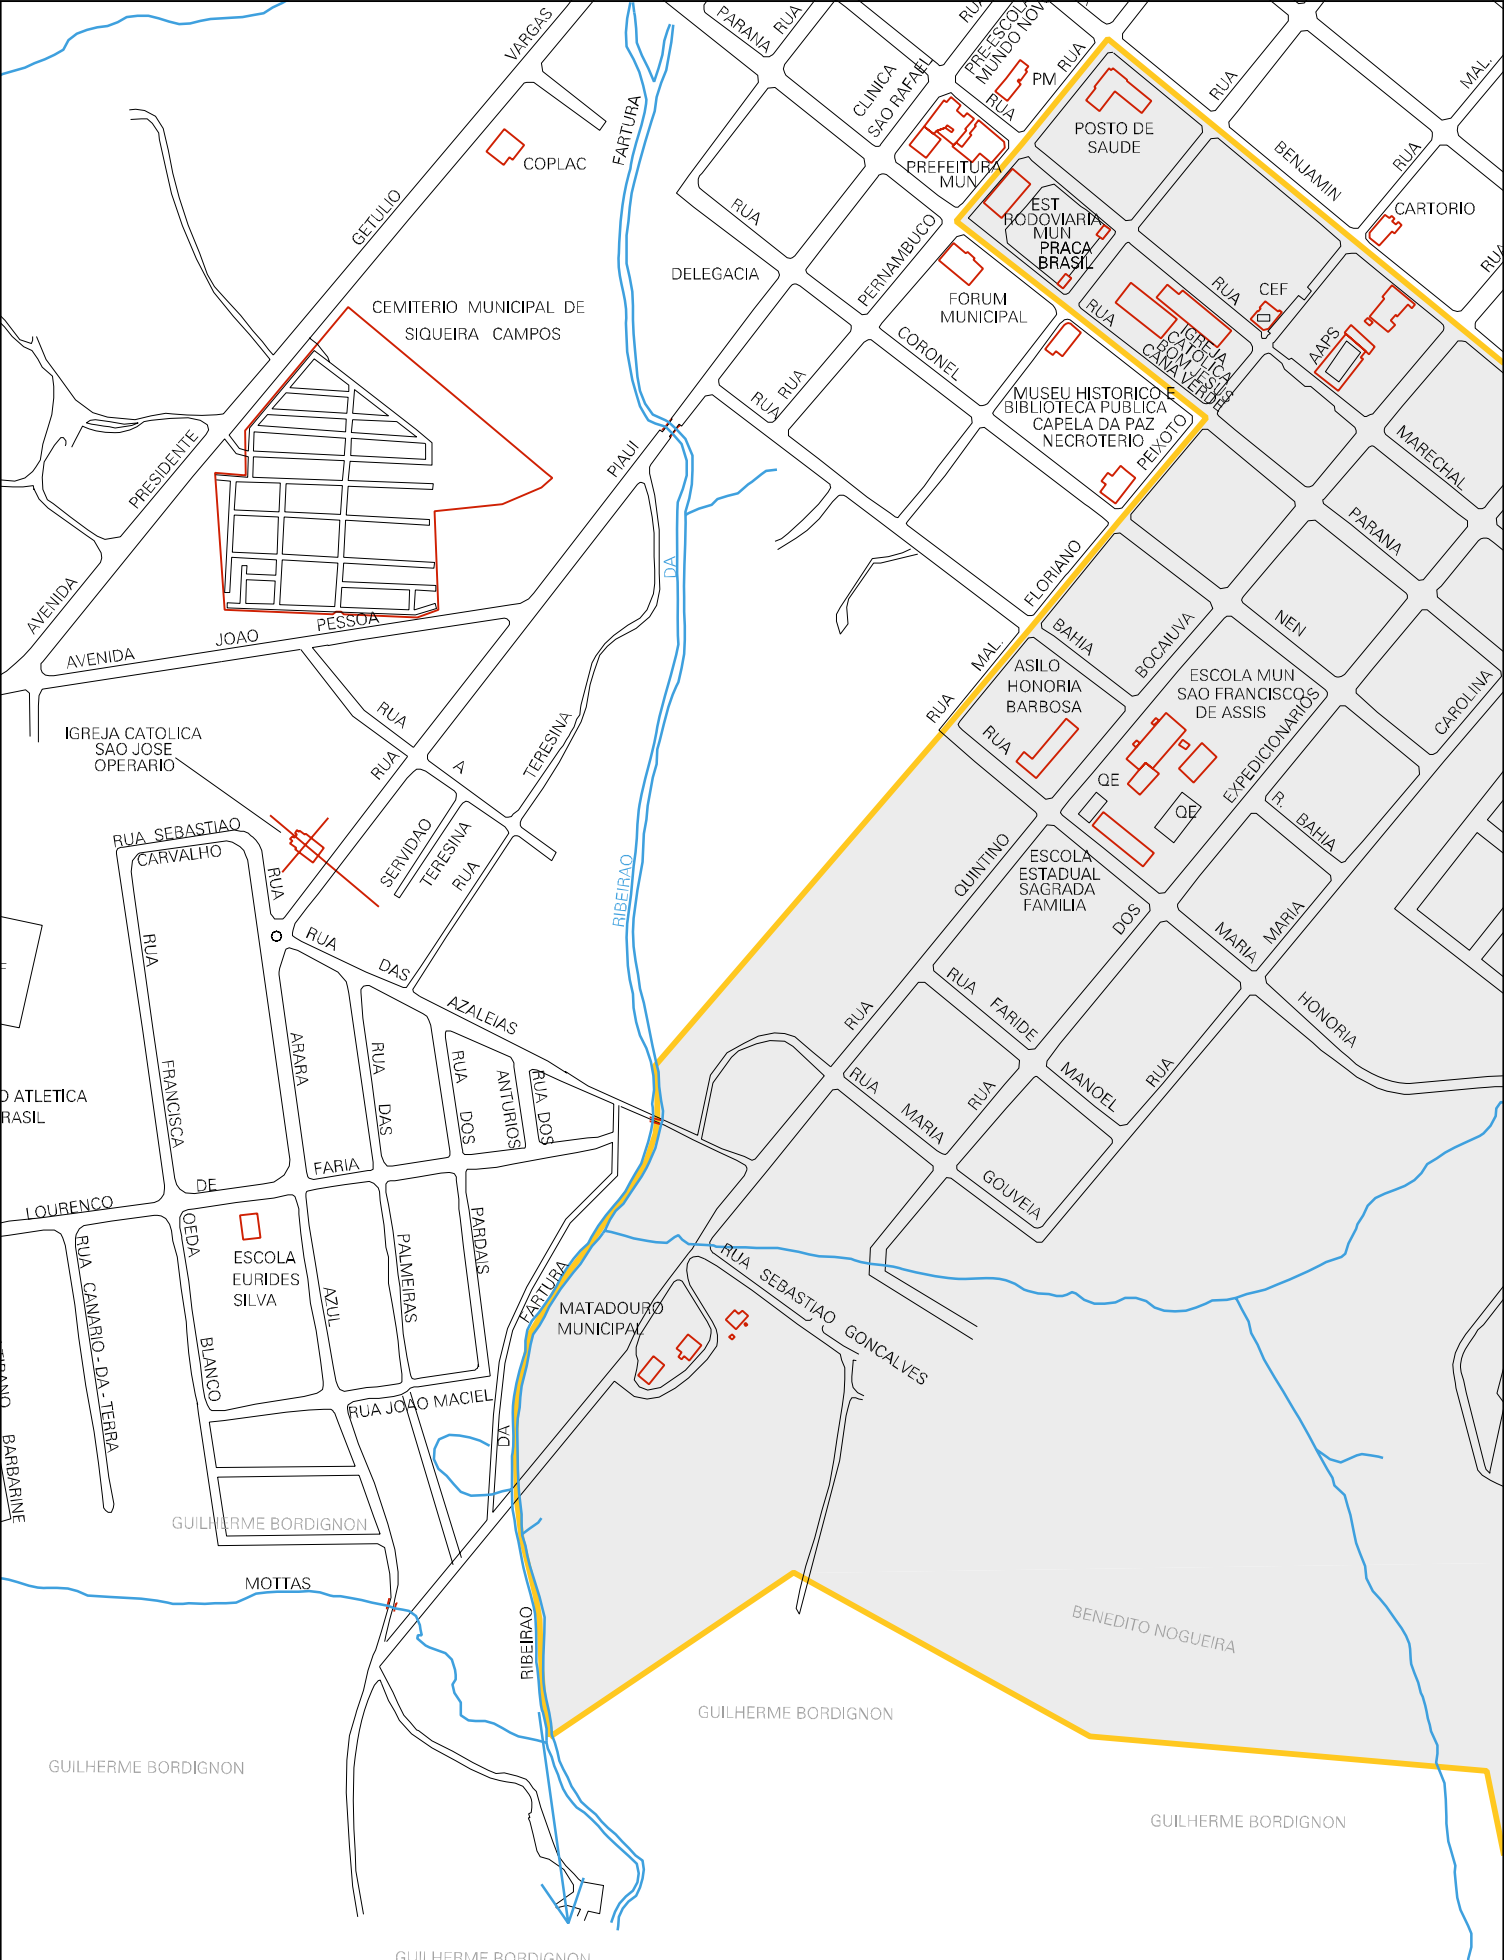 VARGAS
PARANA
RUA
RUA
PRE-ESCOLA
MUNDO NOVO
RUA
PM
RUA
CLINICA
SAO RAFAEL
RUA
MAL.
FARTURA
COPLAC
POSTO DE
SAUDE
BENJAMIN
RUA
PREFEITURA
MUN
GETULIO
RUA
EST
RODOVIARIA
MUN
PRACA
BRASIL
CARTORIO
RUA
PERNAMBUCO
DELEGACIA
RUA
CEF
FORUM
MUNICIPAL
RUA
CEMITERIO MUNICIPAL DE
SIQUEIRA CAMPOS
CORONEL
IGREJA
CATOLICA
BOM JESUS
CANA VERDE
AAPS
RUA
RUA
MUSEU HISTORICO E
BIBLIOTECA PUBLICA
CAPELA DA PAZ
NECROTERIO
PEIXOTO
MARECHAL
PRESIDENTE
PIAUI
PARANA
DA
FLORIANO
AVENIDA
JOAO
PESSOA
AVENIDA
BAHIA
BOCAIUVA
NEN
MAL.
ASILO
HONORIA
BARBOSA
ESCOLA MUN
SAO FRANCISCO
DE ASSIS
CAROLINA
RUA
RUA
RUA
IGREJA CATOLICA
SAO JOSE
OPERARIO
RUA
A
TERESINA
EXPEDICIONARIOS
QE
QE
R.
BAHIA
RUA SEBASTIAO
CARVALHO
SERVIDAO
TERESINA
RUA
RUA
RIBEIRAO
QUINTINO
ESCOLA
ESTADUAL
SAGRADA
FAMILIA
DOS
MARIA
MARIA
RUA
RUA
DAS
AZALEIAS
RUA
RUA
FARIDE
HONORIA
ARARA
RUA
DAS
RUA
DOS
ANTURIOS
RUA DOS
FRANCISCA
RUA
MARIA
RUA
MANOEL
RUA
O ATLETICA
RASIL
FARIA
DE
LOURENCO
GOUVEIA
OEDA
RUA CANARIO - DA - TERRA
ESCOLA
EURIDES
SILVA
AZUL
PALMEIRAS
PARDAIS
FARTURA
MATADOURO
MUNICIPAL
RUA SEBASTIAO GONCALVES
BLANCO
RUA JOAO MACIEL
DA
BARBARINE
GUILHERME BORDIGNON
MOTTAS
RIBEIRAO
BENEDITO NOGUEIRA
GUILHERME BORDIGNON
GUILHERME BORDIGNON
GUILHERME BORDIGNON
GUILHERME BORDIGNON